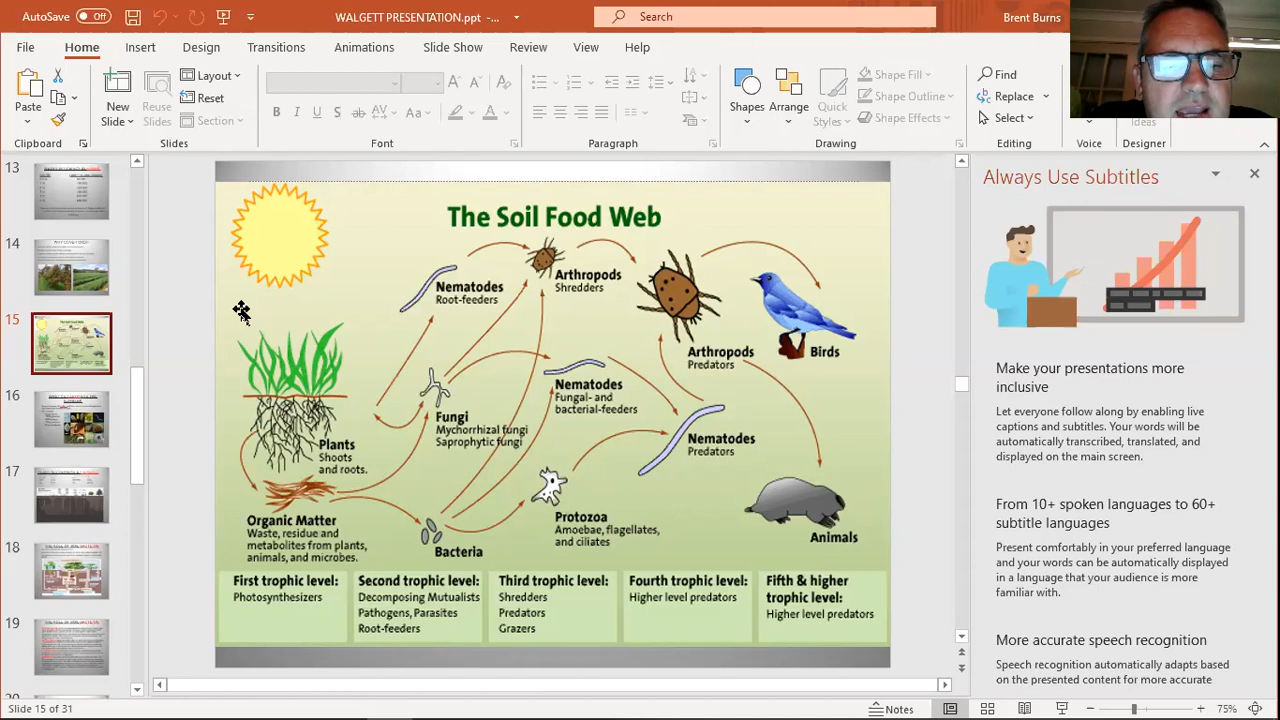 AutoSave Off
WALGETT PRESENTATION.ppt -...
Search
Brent Burns
File Home Insert Design Transitions Animations Slide Show Review View Help
Paste
New
Slide
Reuse
Slides
Layout
Reset
Section
B I U S ab AV Aa A
Shapes
Arrange
Quick
Styles
Shape Fill
Shape Outline
Shape Effects
Find
Replace
Select
Ideas
Clipboard Slides Font Paragraph Drawing Editing Voice Designer
13
14
15
16
17
18
19
The Soil Food Web
Nematodes
Root-feeders
Arthropods
Shredders
Arthropods
Predators
Birds
Nematodes
Fungal- and
bacterial-feeders
Fungi
Mychorrhizal fungi
Saprophytic fungi
Nematodes
Predators
Plants
Shoots
and roots.
Organic Matter
Waste, residue and
metabolites from plants,
animals, and microbes.
Bacteria
Protozoa
Amoebae, flagellates,
and ciliates
Animals
First trophic level:
Photosynthesizers
Second trophic level:
Decomposing Mutualists
Pathogens, Parasites
Root-feeders
Third trophic level:
Shredders
Predators
Grazers
Fourth trophic level:
Higher level predators
Fifth & higher
trophic level:
Higher level predators
Always Use Subtitles
Make your presentations more
inclusive
Let everyone follow along by enabling live
captions and subtitles. Your words will be
automatically transcribed, translated, and
displayed on the main screen.
From 10+ spoken languages to 60+
subtitle languages
Present comfortably in your preferred language
and your words can be automatically displayed
in a language that your audience is more
familiar with.
More accurate speech recognition
Speech recognition automatically adapts based
on the presented content for more accurate
Slide 15 of 31
Notes
75%